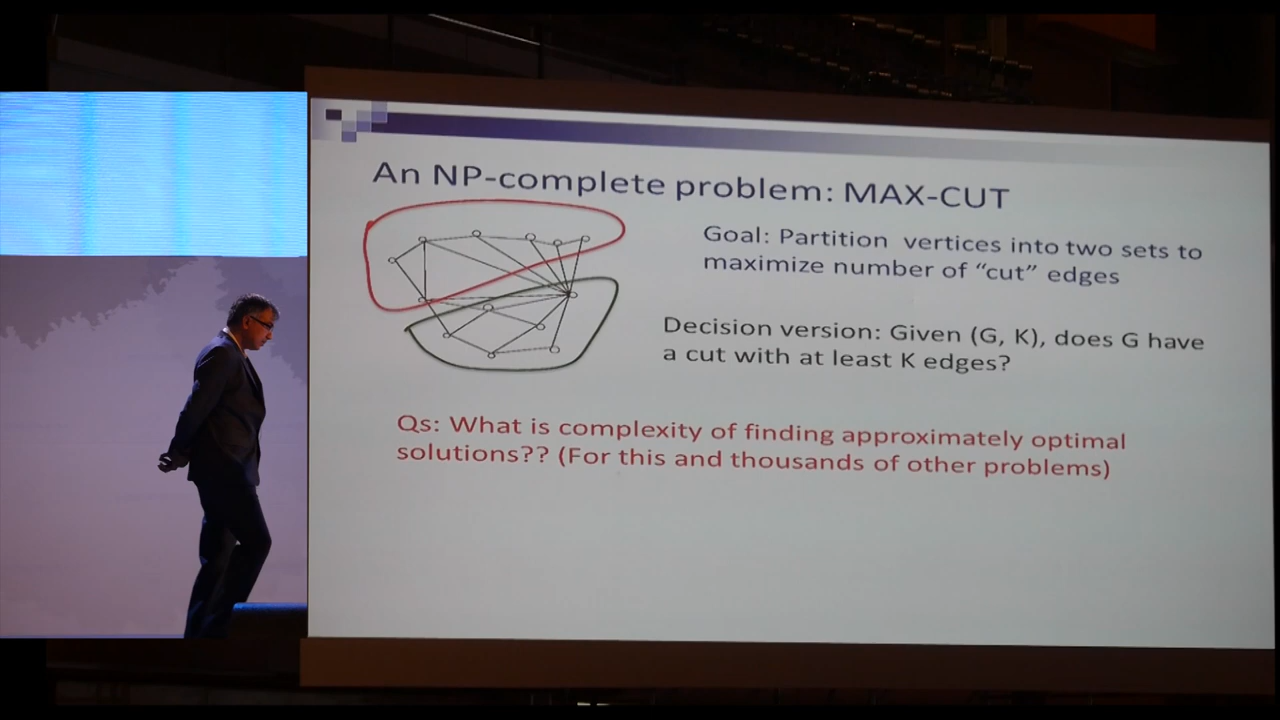 An NP-complete problem: MAX-CUT
Goal: Partition vertices into two sets to
maximize number of “cut” edges
Decision version: Given (G, K), does G have
a cut with at least K edges?
Qs: What is complexity of finding approximately optimal
solutions?? (For this and thousands of other problems)